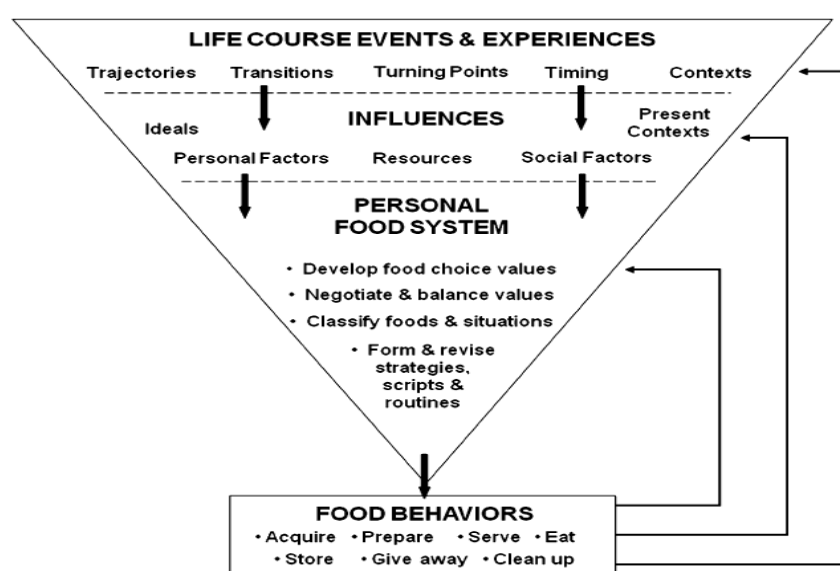 LIFE COURSE EVENTS & EXPERIENCES
Trajectories Transitions Turning Points Timing Contexts
INFLUENCES
Ideals
Present
Contexts
Personal Factors Resources Social Factors
PERSONAL
FOOD SYSTEM
• Develop food choice values
• Negotiate & balance values
• Classify foods & situations
• Form & revise
strategies,
scripts &
routines
FOOD BEHAVIORS
• Acquire • Prepare • Serve • Eat
• Store • Give away • Clean up